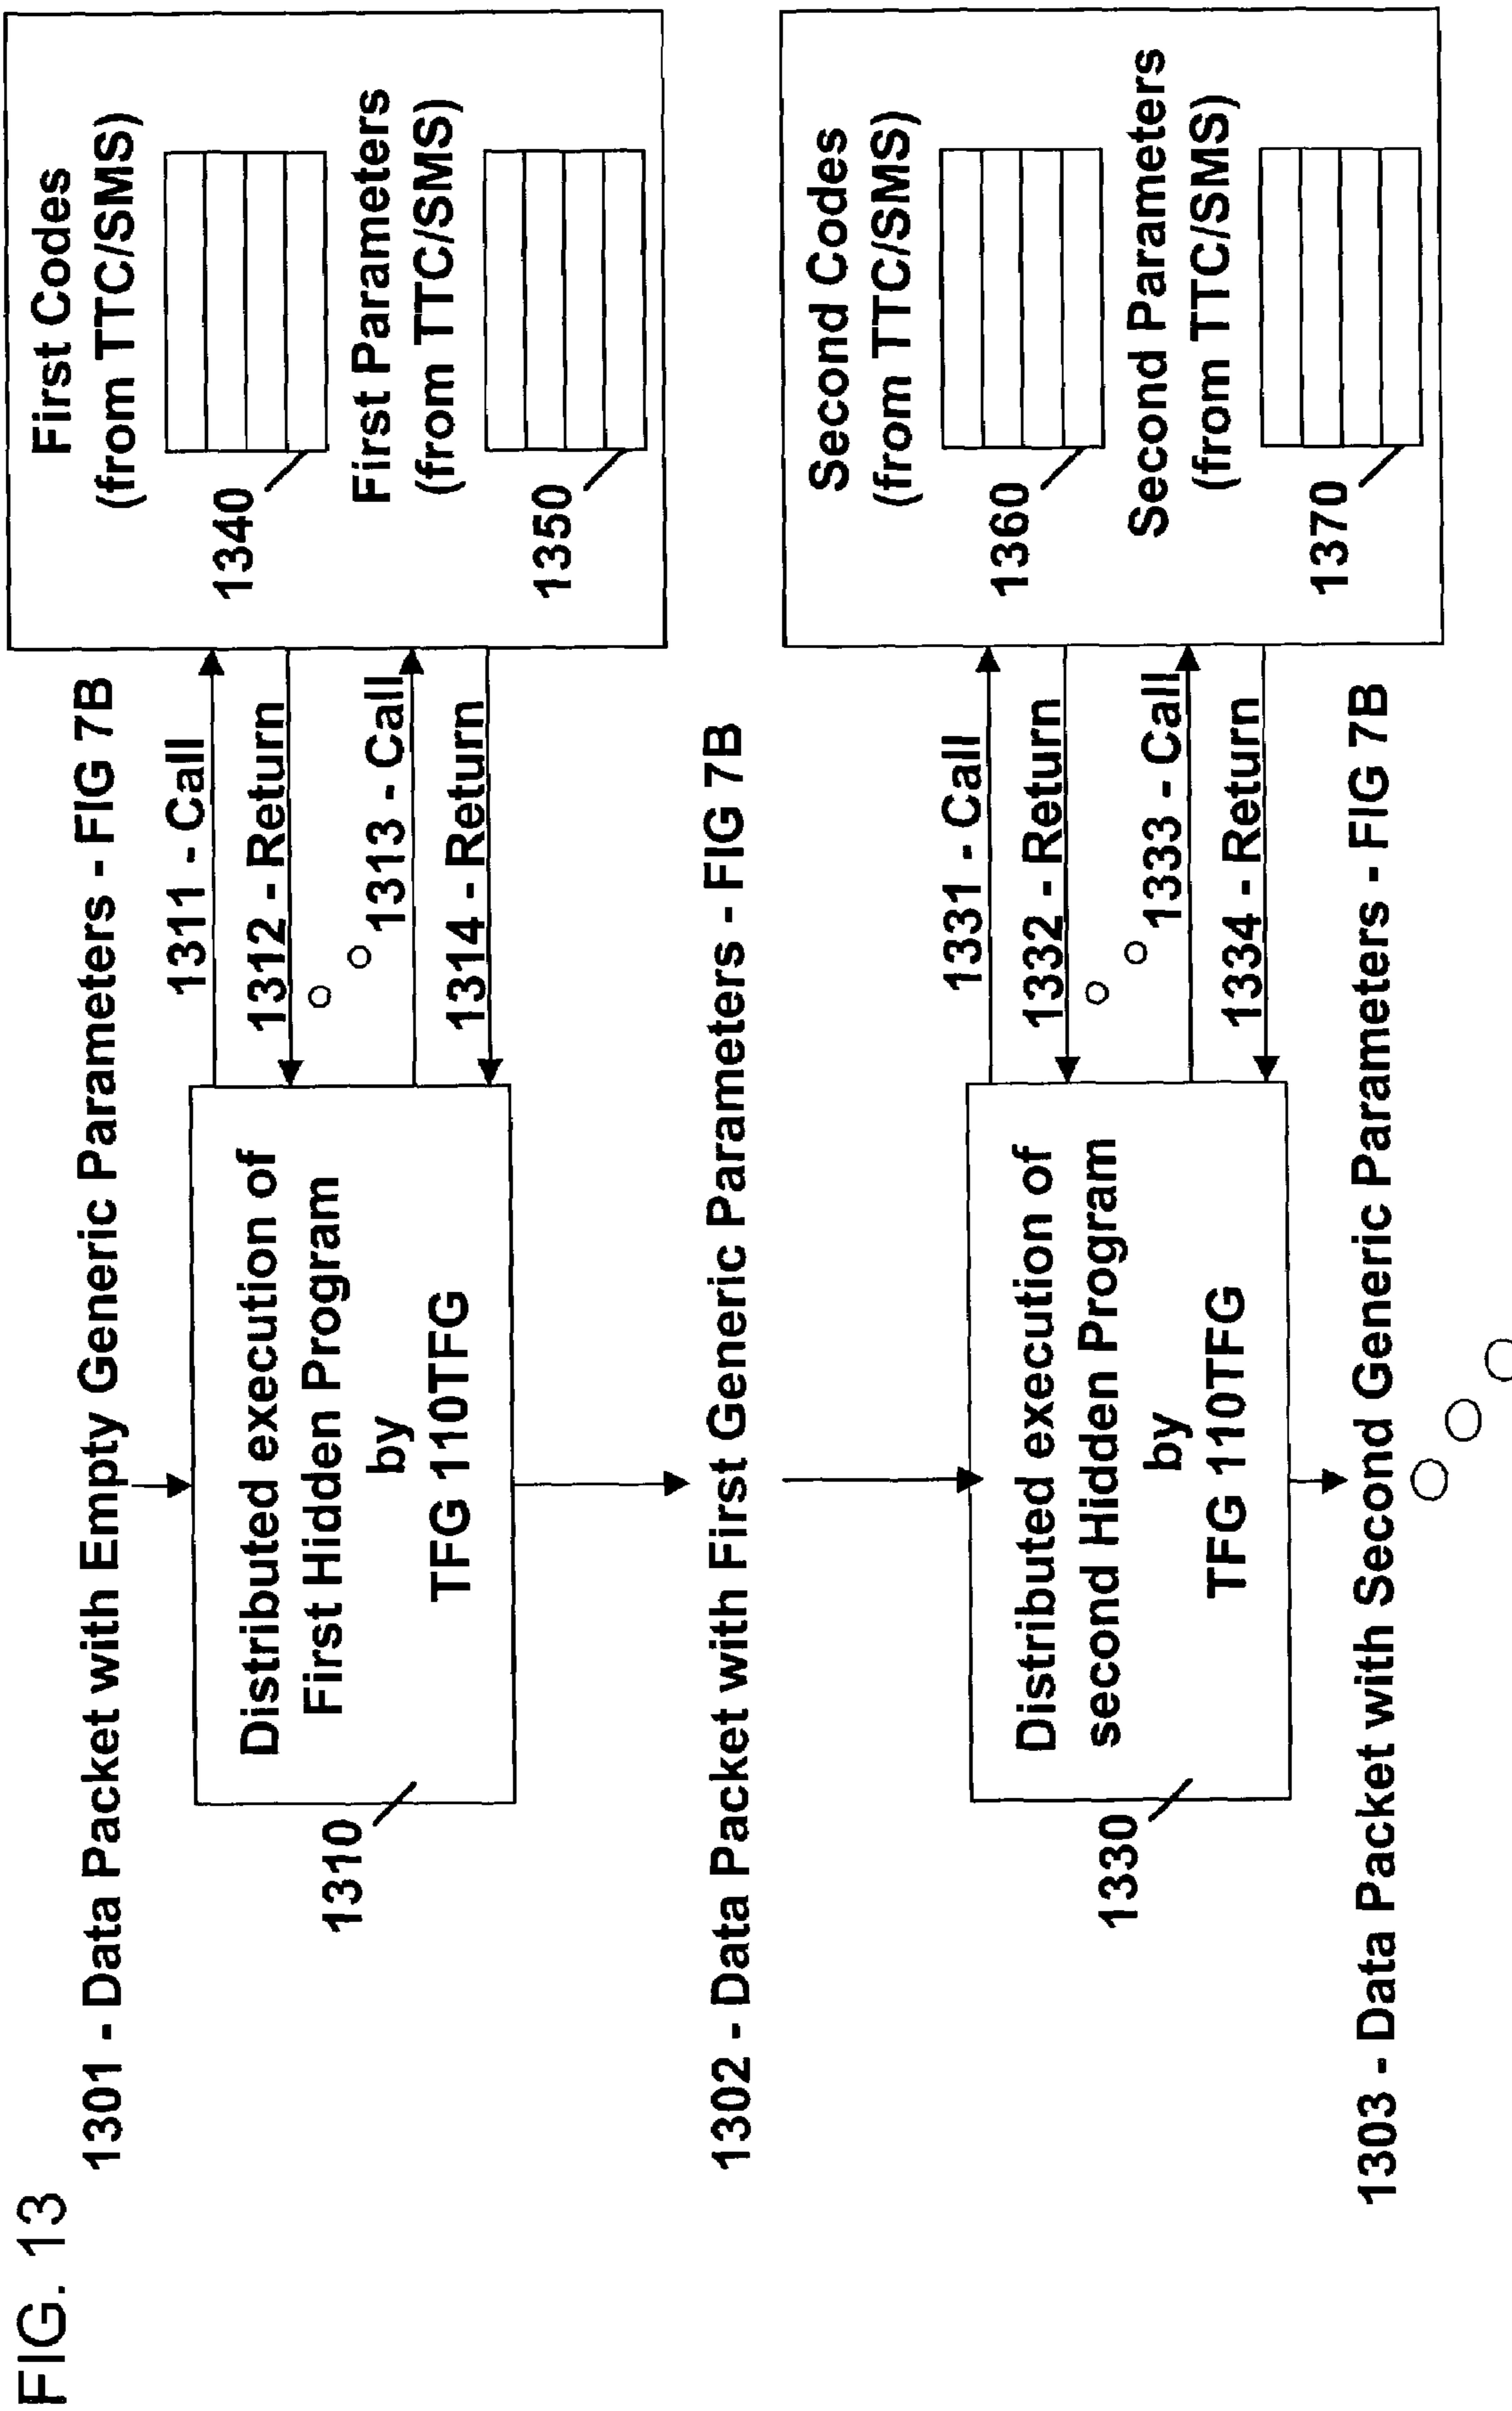 FIG. 13
1301 - Data Packet with Empty Generic Parameters - FIG 7B
First Codes
(from TTC/SMS)
1311 - Call
1340
1312 - Return
Distributed execution of
First Hidden Program
by
TFG 110TFG
1310
First Parameters
(from TTC/SMS)
1313 - Call
1350
1314 - Return
1302 - Data Packet with First Generic Parameters - FIG 7B
Second Codes
(from TTC/SMS)
1331 - Call
1360
1332 - Return
Distributed execution of
second Hidden Program
by
TFG 110TFG
1330
Second Parameters
(from TTC/SMS)
1333 - Call
1370
1334 - Return
1303 - Data Packet with Second Generic Parameters - FIG 7B